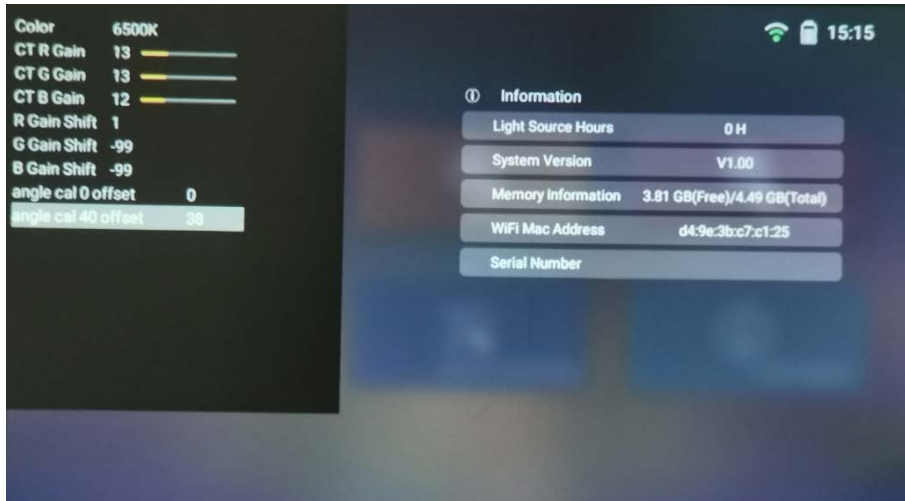 Color 6500K
CT R Gain 13
CT G Gain 13
CT B Gain 12
R Gain Shift 1
G Gain Shift -99
B Gain Shift -99
angle cal 0 offset 0
angle cal 40 offset 38
15:15
Information
Light Source Hours 0 H
System Version V1.00
Memory Information 3.81 GB(Free)/4.49 GB(Total)
WiFi Mac Address d4:9e:3b:c7:c1:25
Serial Number